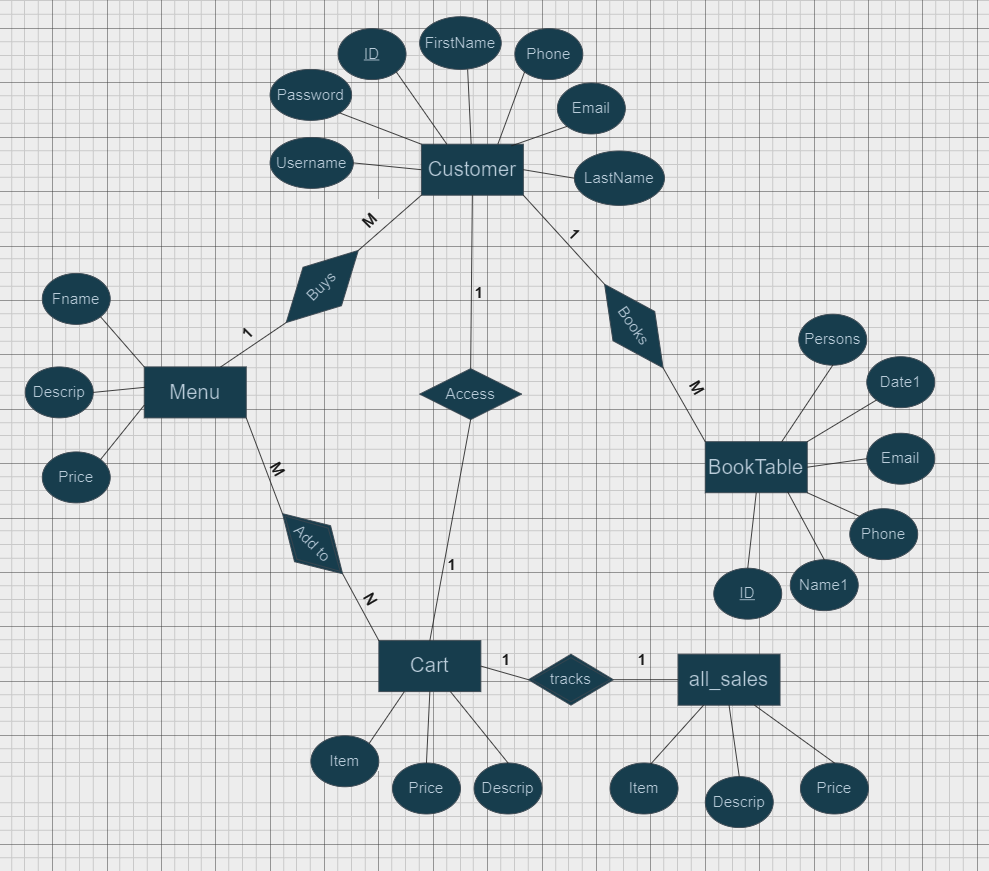 FirstName
ID
Phone
Password
Email
Username
Customer
LastName
M
1
Buys
1
Fname
Books
1
Persons
Menu
Descrip
Access
M
Date1
Price
M
BookTable
Email
Add to
1
Phone
N
ID
Name1
Cart
1
tracks
1
all_sales
Item
Price
Descrip
Item
Descrip
Price